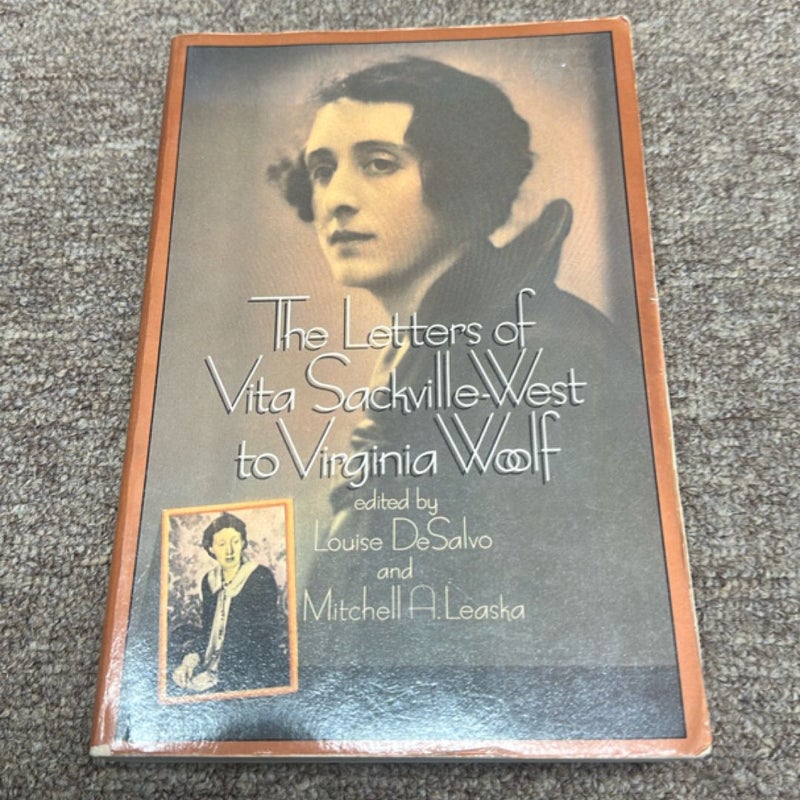 The Letters of
Vita Sackville-West
to Virginia Woolf
edited by
Louise DeSalvo
and
Mitchell A. Leaska